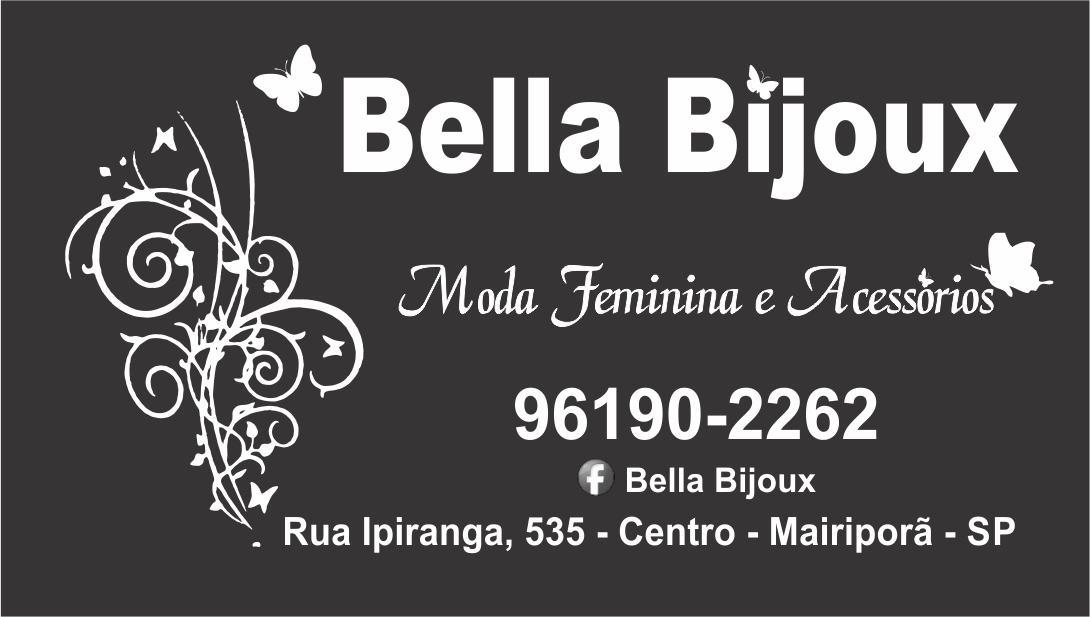 Bella Bijoux
Moda Feminina e Acessórios
96190-2262
f Bella Bijoux
Rua Ipiranga, 535 - Centro - Mairiporã - SP